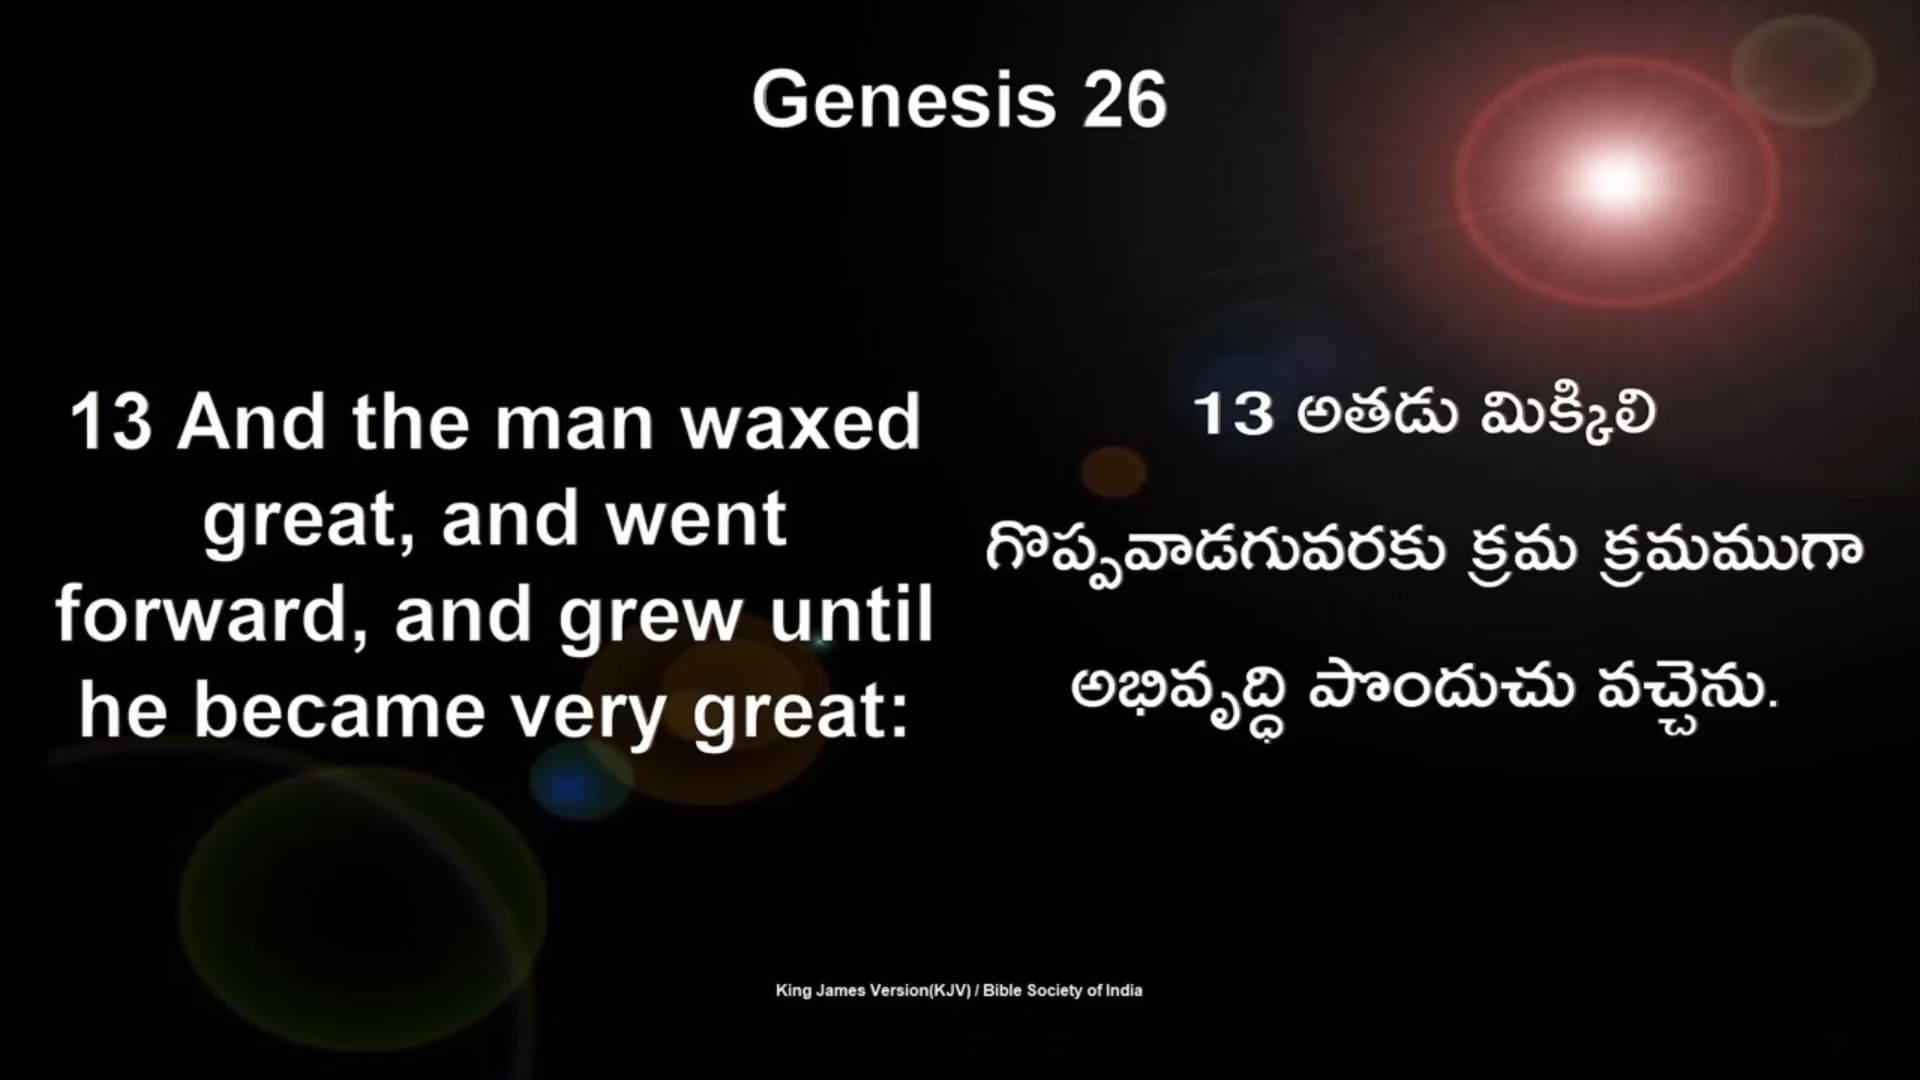 Genesis 26
13 And the man waxed
great, and went
forward, and grew until
he became very great:
13 అతడు మిక్కిలి
గొప్పవాడగువరకు క్రమ క్రమముగా
అభివృద్ధి పొందుచు వచ్చెను.
King James Version(KJV) / Bible Society of India